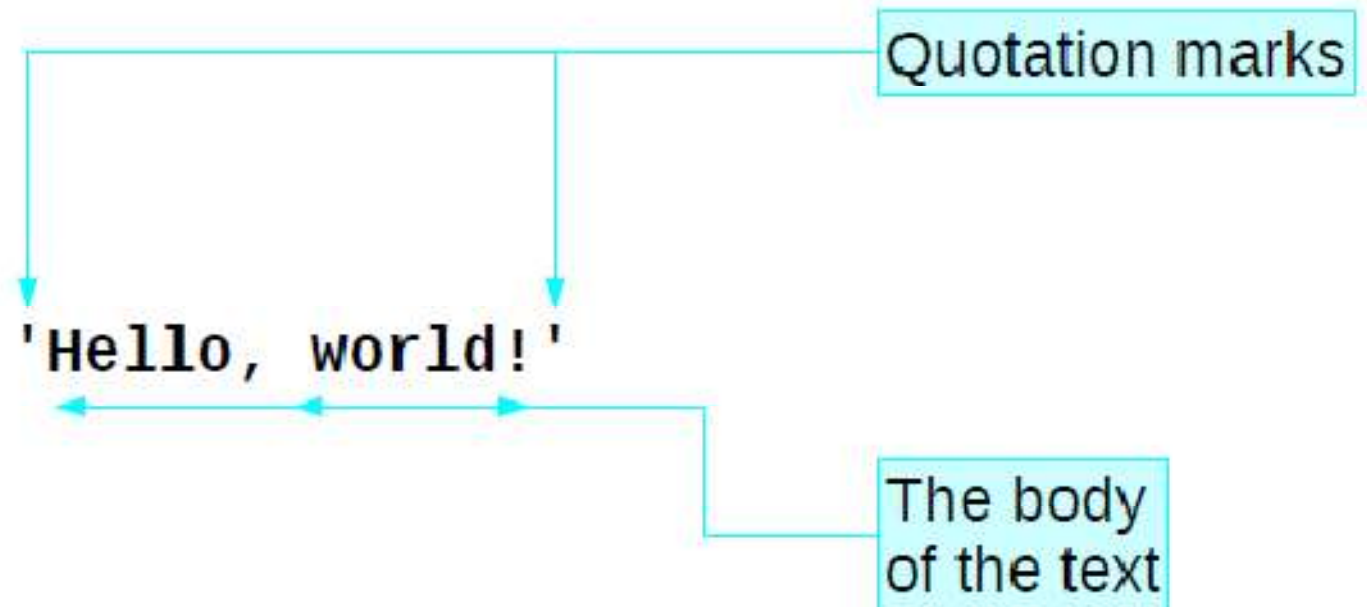 Quotation marks
'Hello, world!'
The body
of the text